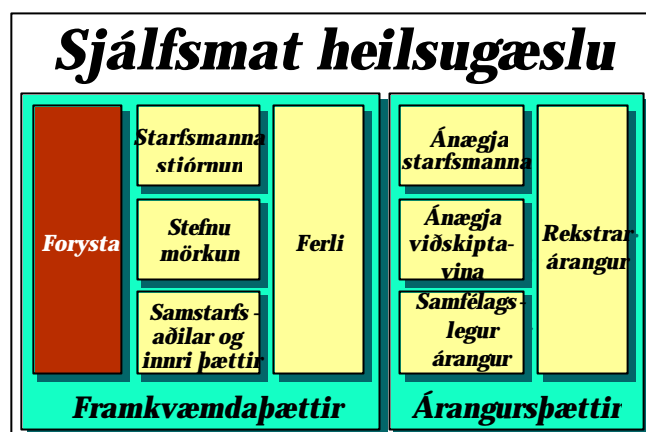 Sjálfsmat heilsugæslu
Forysta
Starfsmanna
stjórnun
Stefnu
mörkun
Samstarfs -
aðilar og
innri þættir
Ferli
Framkvæmdaþættir
Ánægja
starfsmanna
Ánægja
viðskipta-
vina
Samfélags-
legur
árangur
Rekstrar-
árangur
Árangursþættir